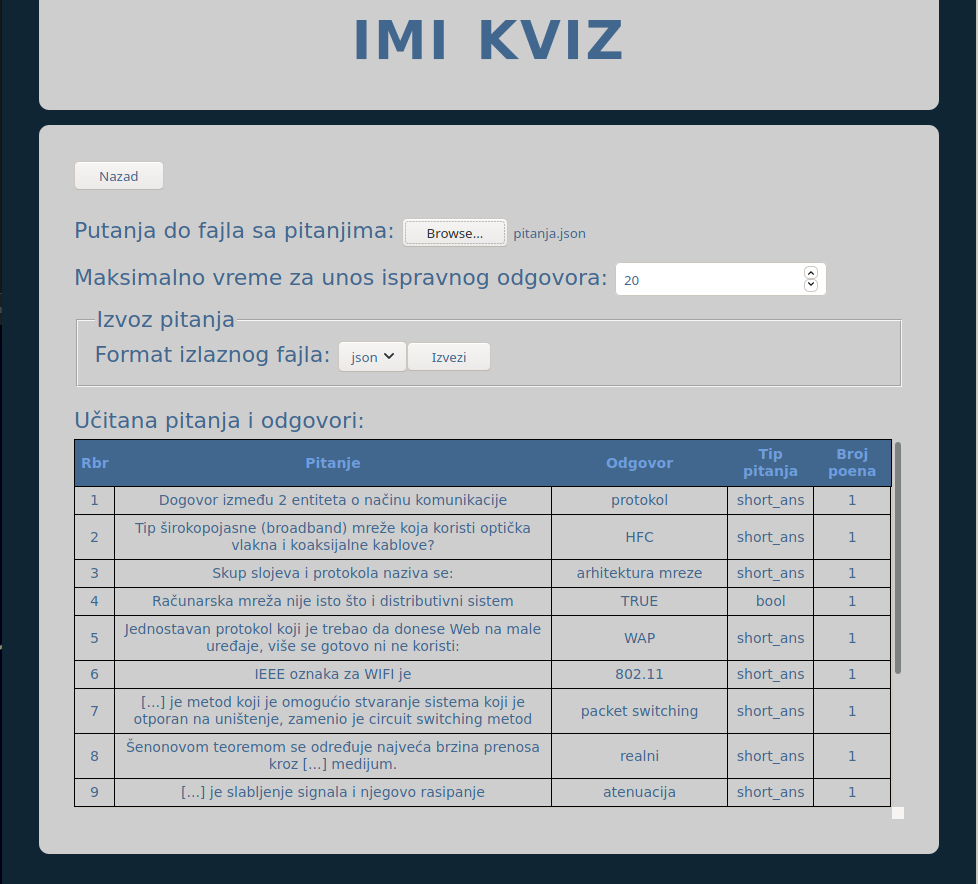 IMI KVIZ
Nazad
Putanja do fajla sa pitanjima: Browse... pitanja.json
Maksimalno vreme za unos ispravnog odgovora: 20
Izvoz pitanja
Format izlaznog fajla: json Izvezi
Učitana pitanja i odgovori:
Rbr Pitanje Odgovor Tip pitanja Broj poena
1 Dogovor između 2 entiteta o načinu komunikacije protokol short_ans 1
2 Tip širokopojasne (broadband) mreže koja koristi optička
vlakna i koaksijalne kablove? HFC short_ans 1
3 Skup slojeva i protokola naziva se: arhitektura mreze short_ans 1
4 Računarska mreža nije isto što i distributivni sistem TRUE bool 1
5 Jednostavan protokol koji je trebao da donese Web na male
uređaje, više se gotovo ni ne koristi: WAP short_ans 1
6 IEEE oznaka za WIFI je 802.11 short_ans 1
7 [...] je metod koji je omogućio stvaranje sistema koji je
otporan na uništenje, zamenio je circuit switching metod packet switching short_ans 1
8 Šenonovom teoremom se određuje najveća brzina prenosa
kroz [...] medijum. realni short_ans 1
9 [...] je slabljenje signala i njegovo rasipanje atenuacija short_ans 1